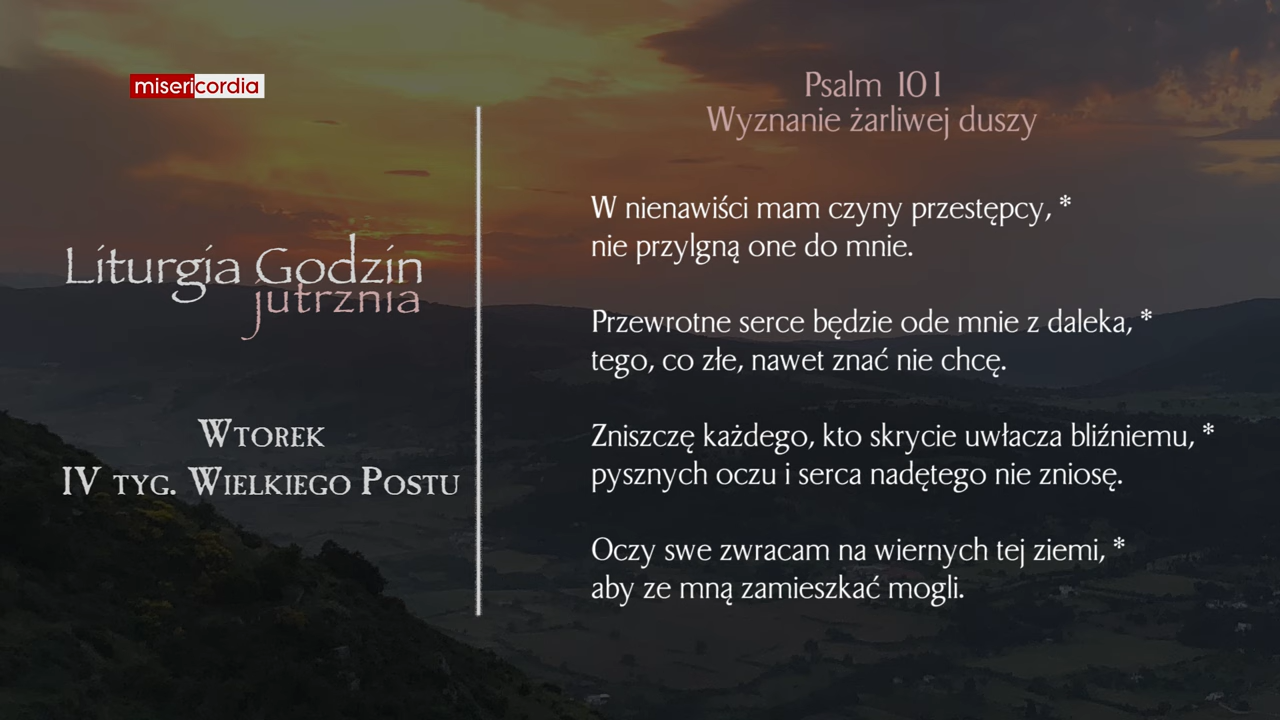 misericordia
Liturgia Godzin
jutrznia
Wtorek
IV tyg. Wielkiego Postu
Psalm 101
Wyznanie żarliwej duszy
W nienawiści mam czyny przestępcy, *
nie przylgną one do mnie.
Przewrotne serce będzie ode mnie z daleka, *
tego, co złe, nawet znać nie chcę.
Zniszczę każdego, kto skrycie uwłacza bliźniemu, *
pysznych oczu i serca nadętego nie zniosę.
Oczy swe zwracam na wiernych tej ziemi, *
aby ze mną zamieszkać mogli.